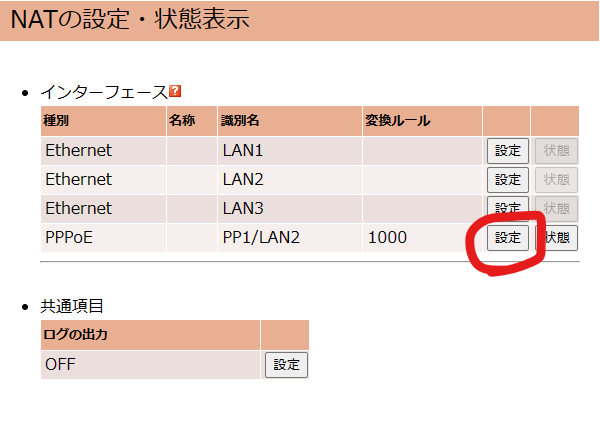 NATの設定・状態表示
インターフェース?
種別 名称 識別名 変換ルール
Ethernet LAN1 設定 状態
Ethernet LAN2 設定 状態
Ethernet LAN3 設定 状態
PPPoE PP1/LAN2 1000 設定 状態
共通項目
ログの出力
OFF 設定